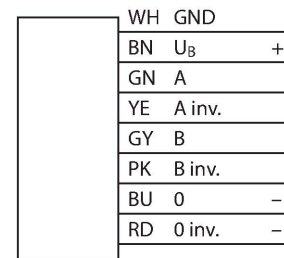 WH GND
BN U_B +
GN A
YE A inv.
GY B
PK B inv.
BU 0 –
RD 0 inv. –